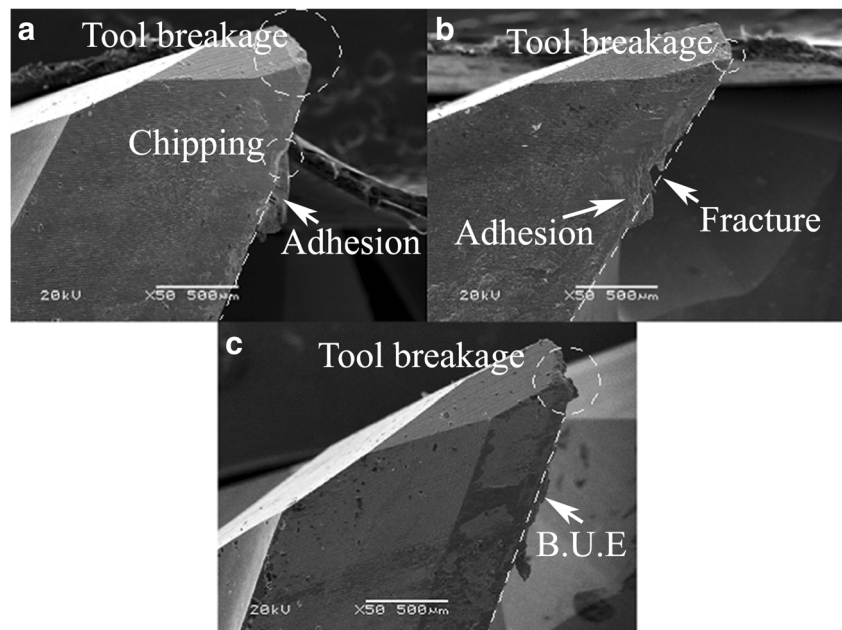 a
Tool breakage
Chipping
Adhesion
20kV X50 500µm
b
Tool breakage
Adhesion
Fracture
20kV X50 500µm
c
Tool breakage
B.U.E
20kV X50 500µm